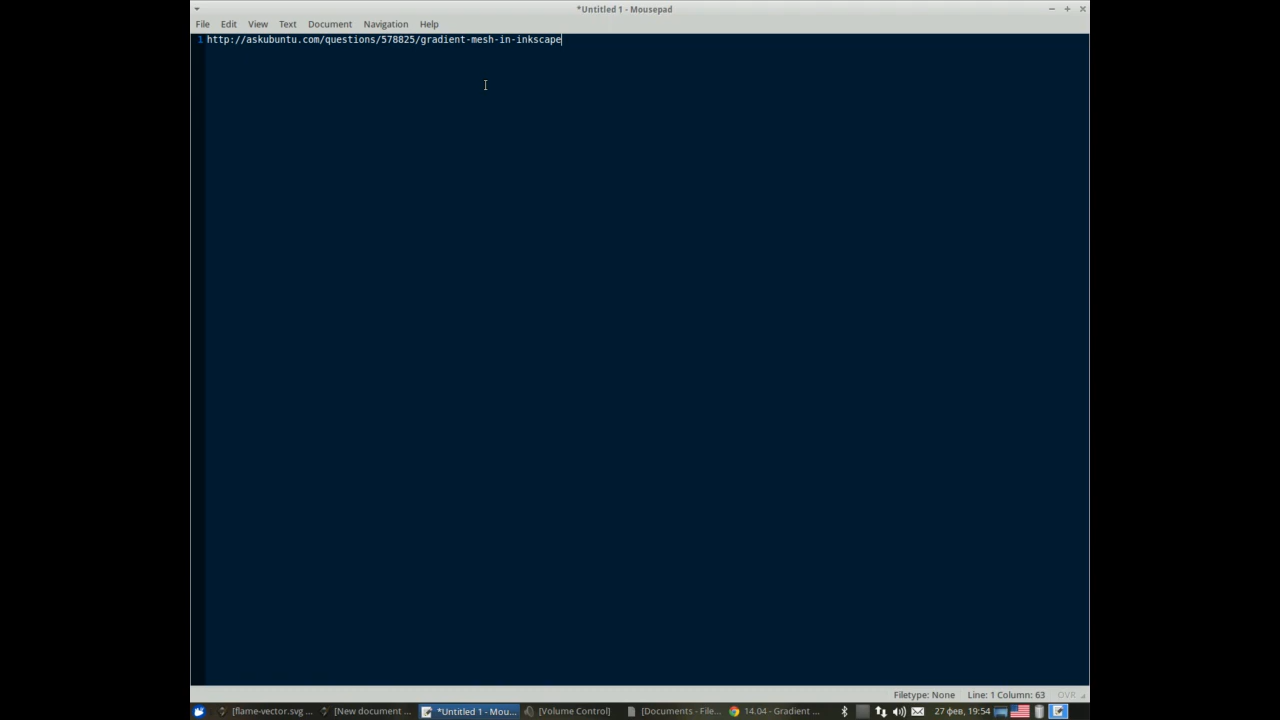 *Untitled 1 - Mousepad
File Edit View Text Document Navigation Help
1 http://askubuntu.com/questions/578825/gradient-mesh-in-inkscape
Filetype: None Line: 1 Column: 63 OVR
[flame-vector.svg ... [New document ... *Untitled 1 - Mou... [Volume Control] [Documents - File... 14.04 - Gradient ... 27 фев, 19:54